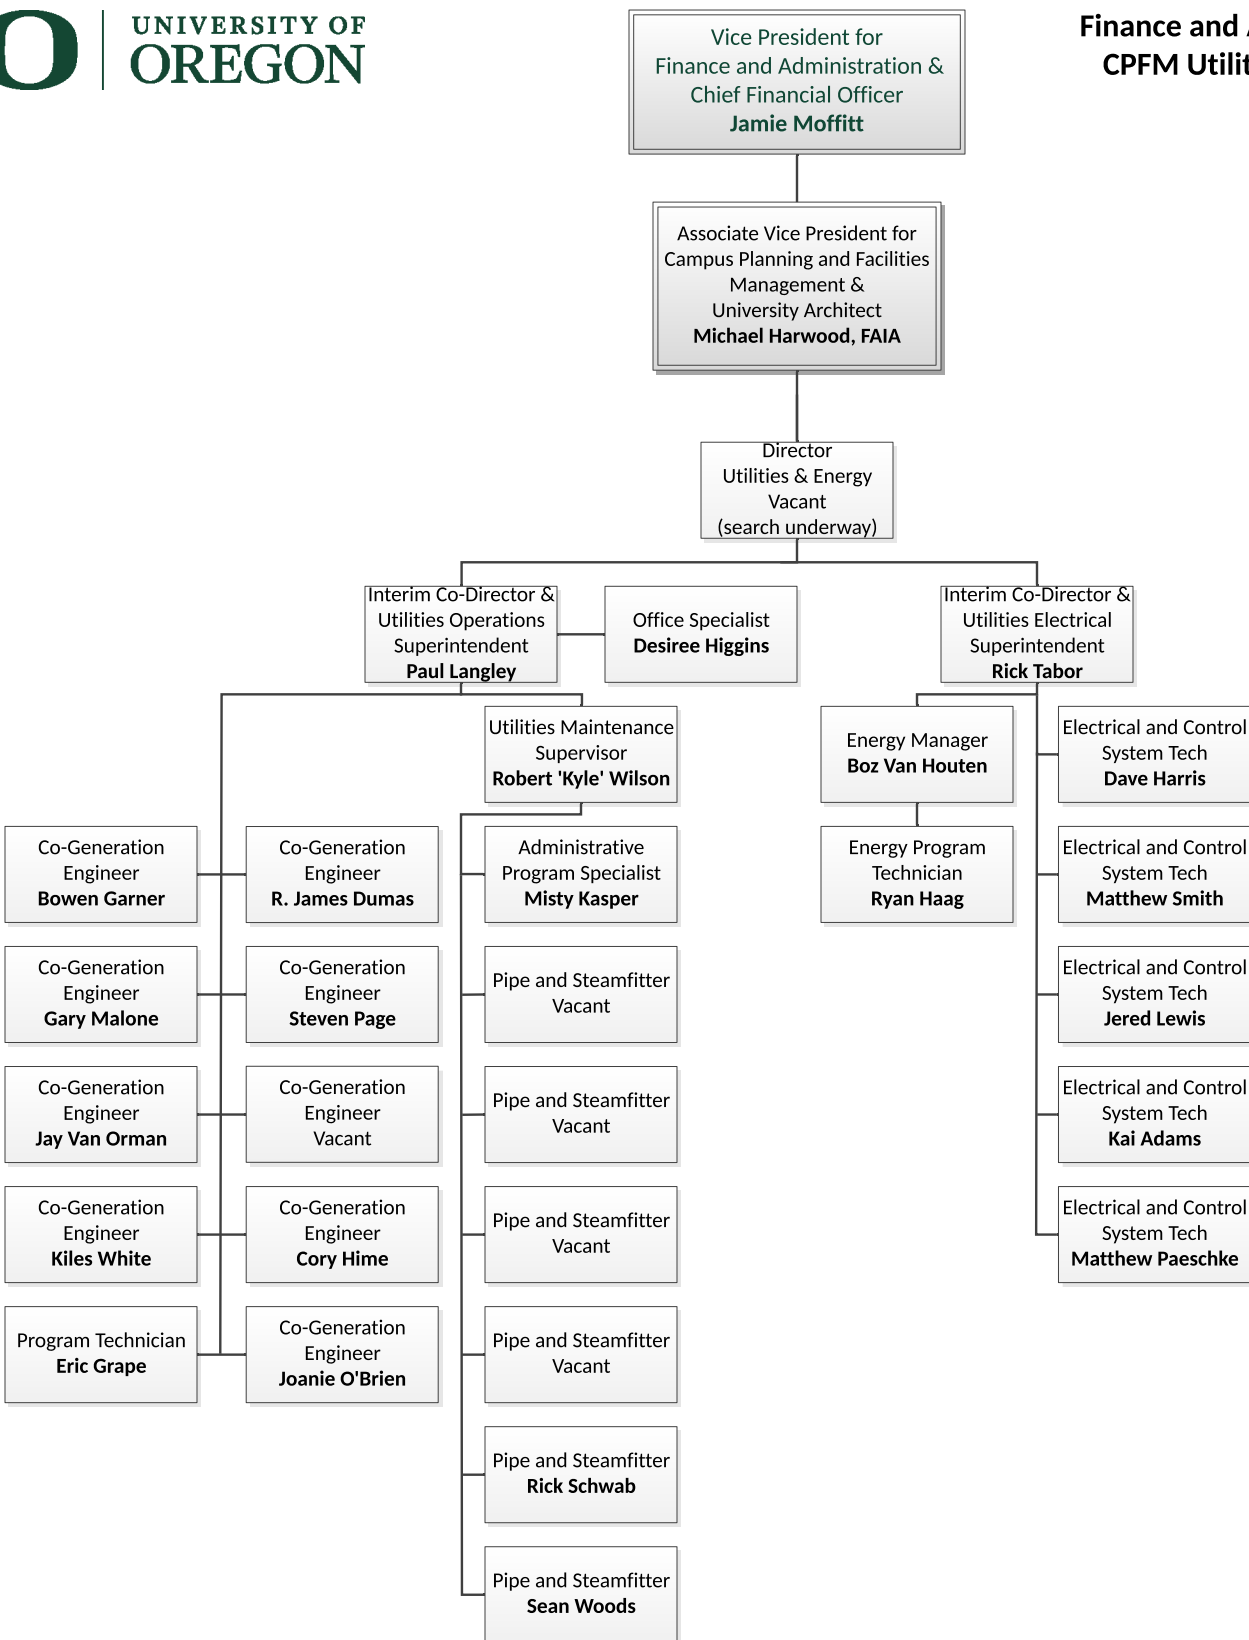 UNIVERSITY OF
OREGON
Vice President for
Finance and Administration &
Chief Financial Officer
Jamie Moffitt
Finance and
CPFM
Associate Vice President for
Campus Planning and Facilities
Management &
University Architect
Michael Harwood, FAIA
Director
Utilities & Energy
Vacant
(search underway)
Interim Co-Director &
Utilities Operations
Superintendent
Paul Langley
Office Specialist
Desiree Higgins
Interim Co-Director &
Utilities Electrical
Superintendent
Rick Tabor
Utilities Maintenance
Supervisor
Robert 'Kyle' Wilson
Energy Manager
Boz Van Houten
Electrical and Control
System Tech
Dave Harris
Co-Generation
Engineer
Bowen Garner
Co-Generation
Engineer
R. James Dumas
Administrative
Program Specialist
Misty Kasper
Energy Program
Technician
Ryan Haag
Electrical and Control
System Tech
Matthew Smith
Co-Generation
Engineer
Gary Malone
Co-Generation
Engineer
Steven Page
Pipe and Steamfitter
Vacant
Electrical and Control
System Tech
Jered Lewis
Co-Generation
Engineer
Jay Van Orman
Co-Generation
Engineer
Vacant
Pipe and Steamfitter
Vacant
Electrical and Control
System Tech
Kai Adams
Co-Generation
Engineer
Kiles White
Co-Generation
Engineer
Cory Hime
Pipe and Steamfitter
Vacant
Electrical and Control
System Tech
Matthew Paeschke
Program Technician
Eric Grape
Co-Generation
Engineer
Joanie O'Brien
Pipe and Steamfitter
Vacant
Pipe and Steamfitter
Rick Schwab
Pipe and Steamfitter
Sean Woods